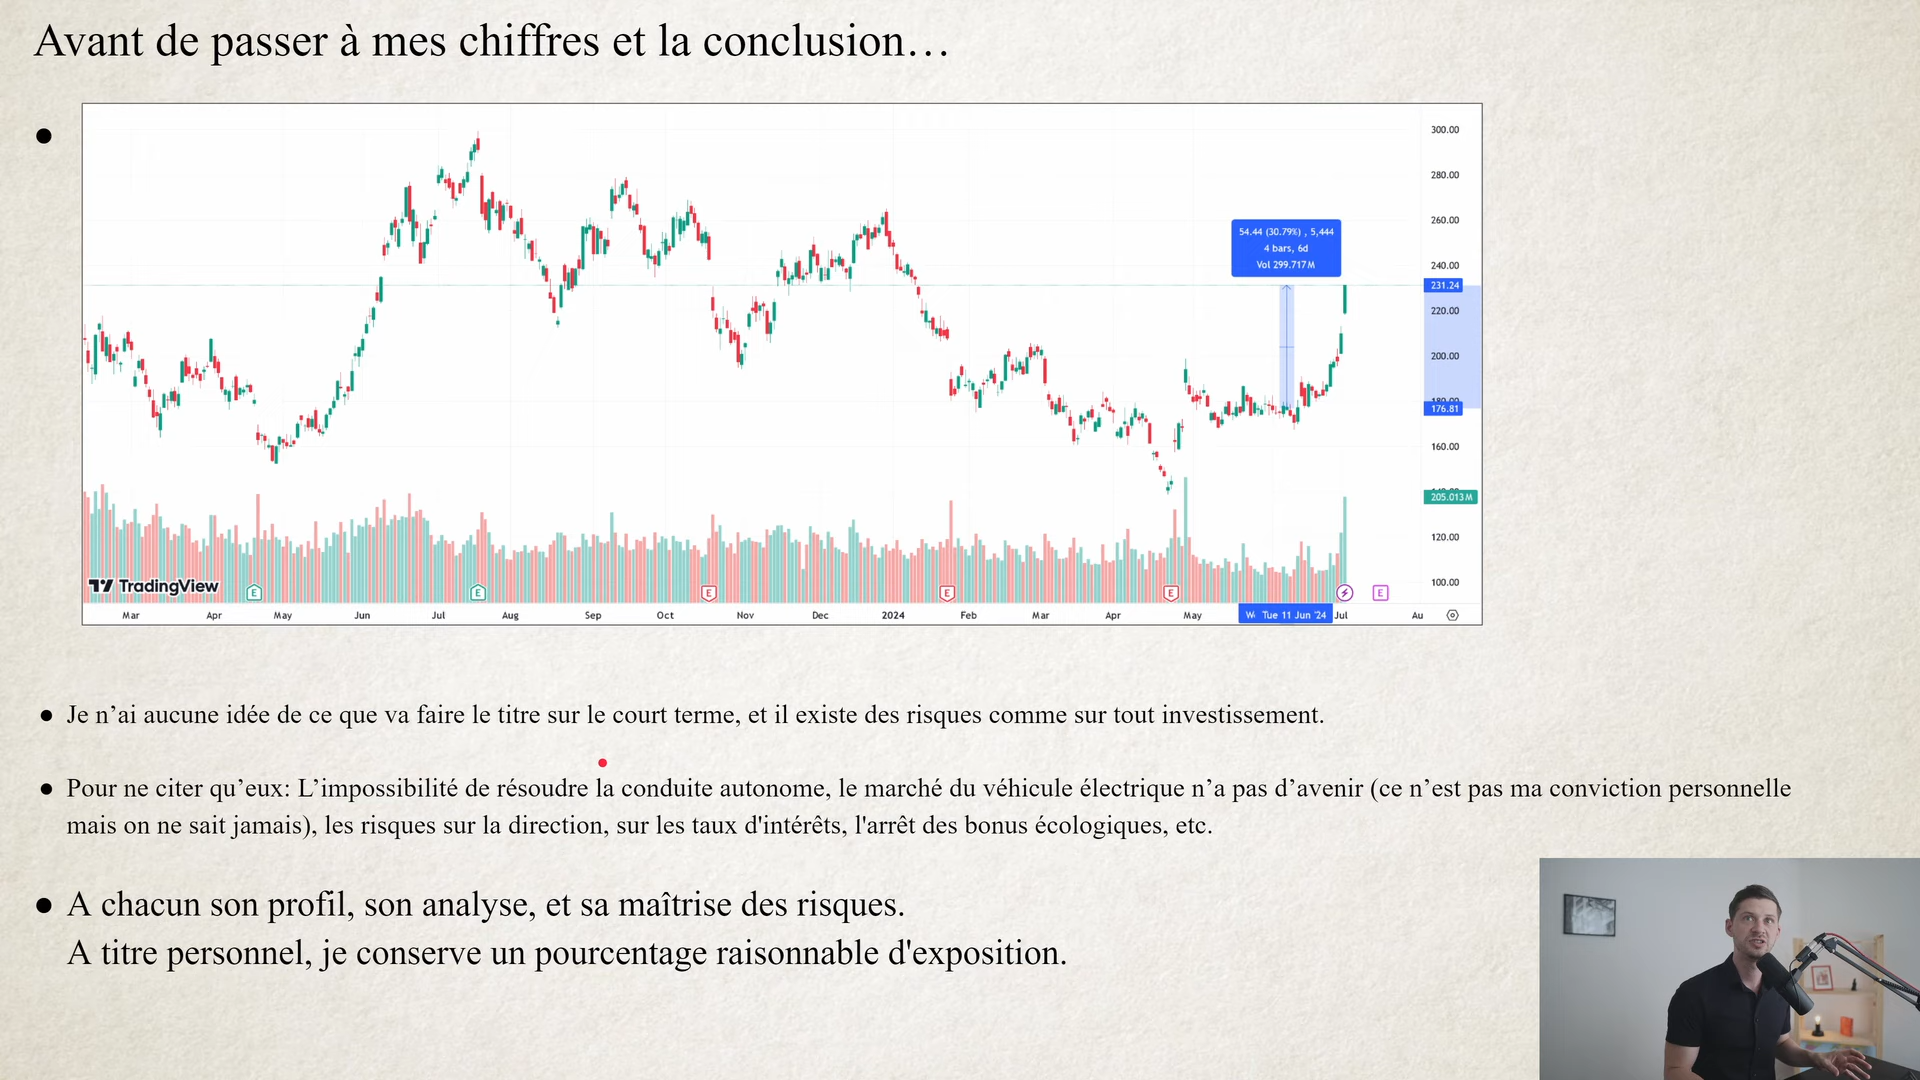 Avant de passer à mes chiffres et la conclusion…
300.00
280.00
260.00
54.44 (30.79%) , 5,444
4 bars, 6d
Vol 299.717M
240.00
231.24
220.00
200.00
176.81
160.00
205.013M
120.00
100.00
TradingView
E E E E E E
Mar Apr May Jun Jul Aug Sep Oct Nov Dec 2024 Feb Mar Apr May Tue 11 Jun '24 Jul Au
● Je n’ai aucune idée de ce que va faire le titre sur le court terme, et il existe des risques comme sur tout investissement.
● Pour ne citer qu’eux: L’impossibilité de résoudre la conduite autonome, le marché du véhicule électrique n’a pas d’avenir (ce n’est pas ma conviction personnelle
mais on ne sait jamais), les risques sur la direction, sur les taux d'intérêts, l'arrêt des bonus écologiques, etc.
● A chacun son profil, son analyse, et sa maîtrise des risques.
A titre personnel, je conserve un pourcentage raisonnable d'exposition.